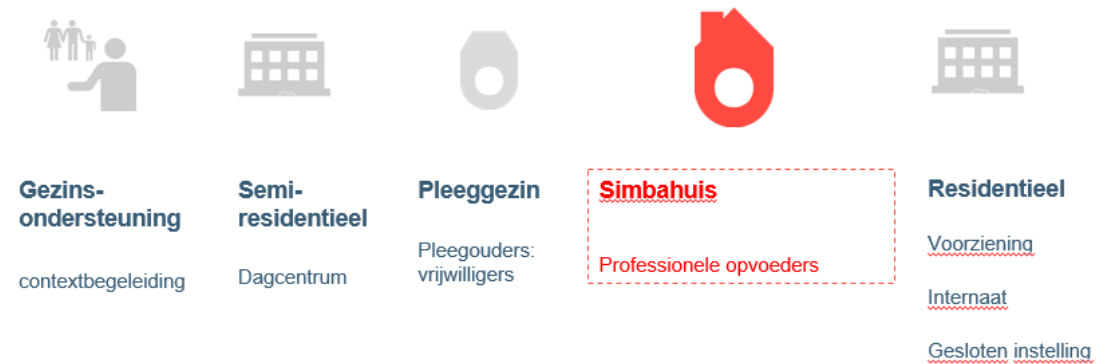 Gezins-
ondersteuning
contextbegeleiding
Semi-
residentieel
Dagcentrum
Pleeggezin
Pleegouders:
vrijwilligers
Simbahuis
Professionele opvoeders
Residentieel
Voorziening
Internaat
Gesloten instelling